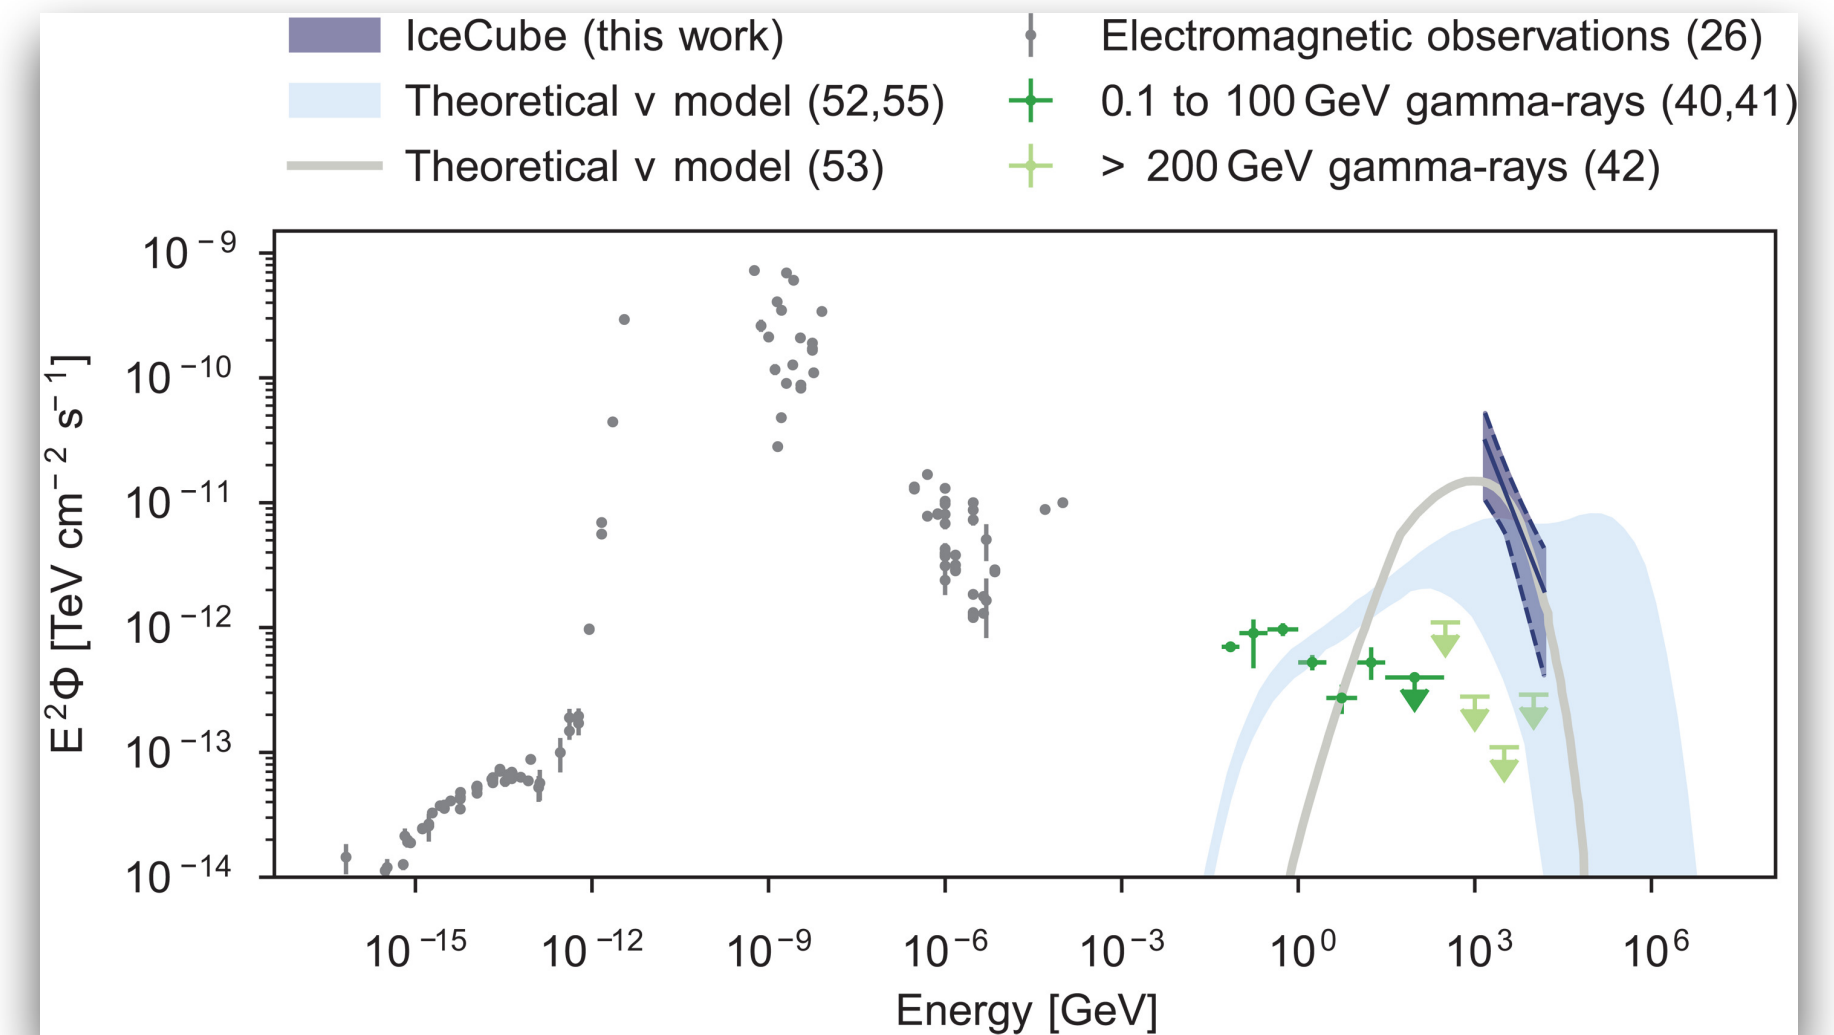 IceCube (this work)
Theoretical ν model (52,55)
Theoretical ν model (53)
Electromagnetic observations (26)
0.1 to 100 GeV gamma-rays (40,41)
> 200 GeV gamma-rays (42)
E²Φ [TeV cm⁻² s⁻¹]
10⁻⁹
10⁻¹⁰
10⁻¹¹
10⁻¹²
10⁻¹³
10⁻¹⁴
10⁻¹⁵ 10⁻¹² 10⁻⁹ 10⁻⁶ 10⁻³ 10⁰ 10³ 10⁶
Energy [GeV]